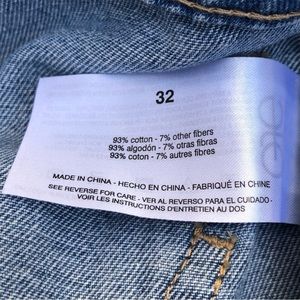 32
93% cotton - 7% other fibers
93% algodón - 7% otras fibras
93% coton - 7% autres fibres
MADE IN CHINA - HECHO EN CHINA - FABRIQUÉ EN CHINE
SEE REVERSE FOR CARE - VER AL REVERSO PARA EL CUIDADO -
VOIR LES INSTRUCTIONS D'ENTRETIEN AU DOS